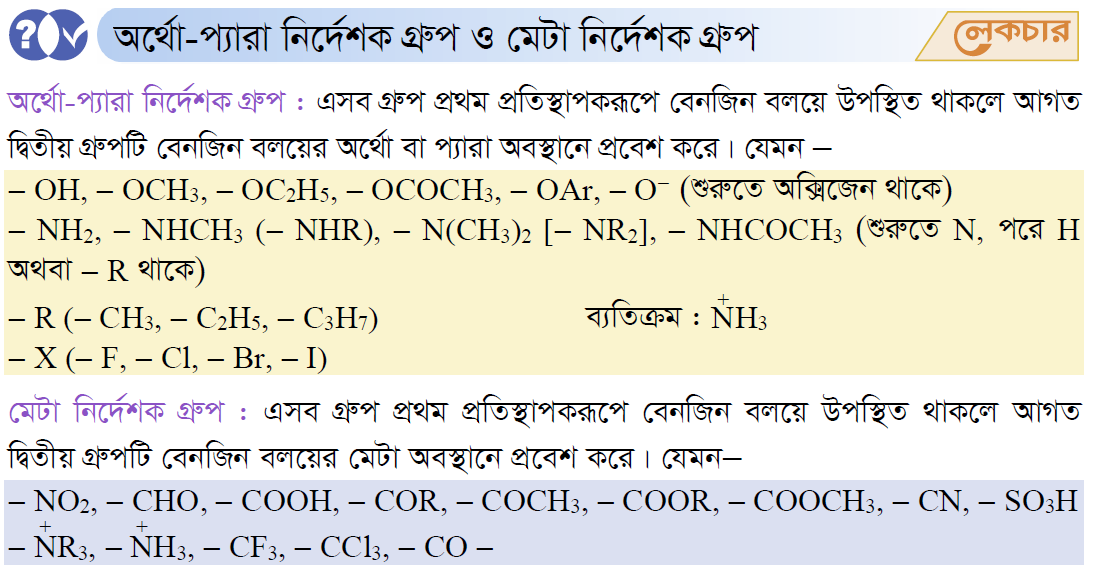 অর্থো-প্যারা নির্দেশক গ্রুপ ও মেটা নির্দেশক গ্রুপ
লেকচার
অর্থো-প্যারা নির্দেশক গ্রুপ : এসব গ্রুপ প্রথম প্রতিস্থাপকরূপে বেনজিন বলয়ে উপস্থিত থাকলে আগত
দ্বিতীয় গ্রুপটি বেনজিন বলয়ের অর্থো বা প্যারা অবস্থানে প্রবেশ করে। যেমন –
– OH, – OCH₃, – OC₂H₅, – OCOCH₃, – OAr, – O⁻ (শুরুতে অক্সিজেন থাকে)
– NH₂, – NHCH₃ (– NHR), – N(CH₃)₂ [– NR₂], – NHCOCH₃ (শুরুতে N, পরে H
অথবা – R থাকে)
– R (– CH₃, – C₂H₅, – C₃H₇) ব্যতিক্রম : N⁺H₃
– X (– F, – Cl, – Br, – I)
মেটা নির্দেশক গ্রুপ : এসব গ্রুপ প্রথম প্রতিস্থাপকরূপে বেনজিন বলয়ে উপস্থিত থাকলে আগত
দ্বিতীয় গ্রুপটি বেনজিন বলয়ের মেটা অবস্থানে প্রবেশ করে। যেমন–
– NO₂, – CHO, – COOH, – COR, – COCH₃, – COOR, – COOCH₃, – CN, – SO₃H
– N⁺R₃, – N⁺H₃, – CF₃, – CCl₃, – CO –